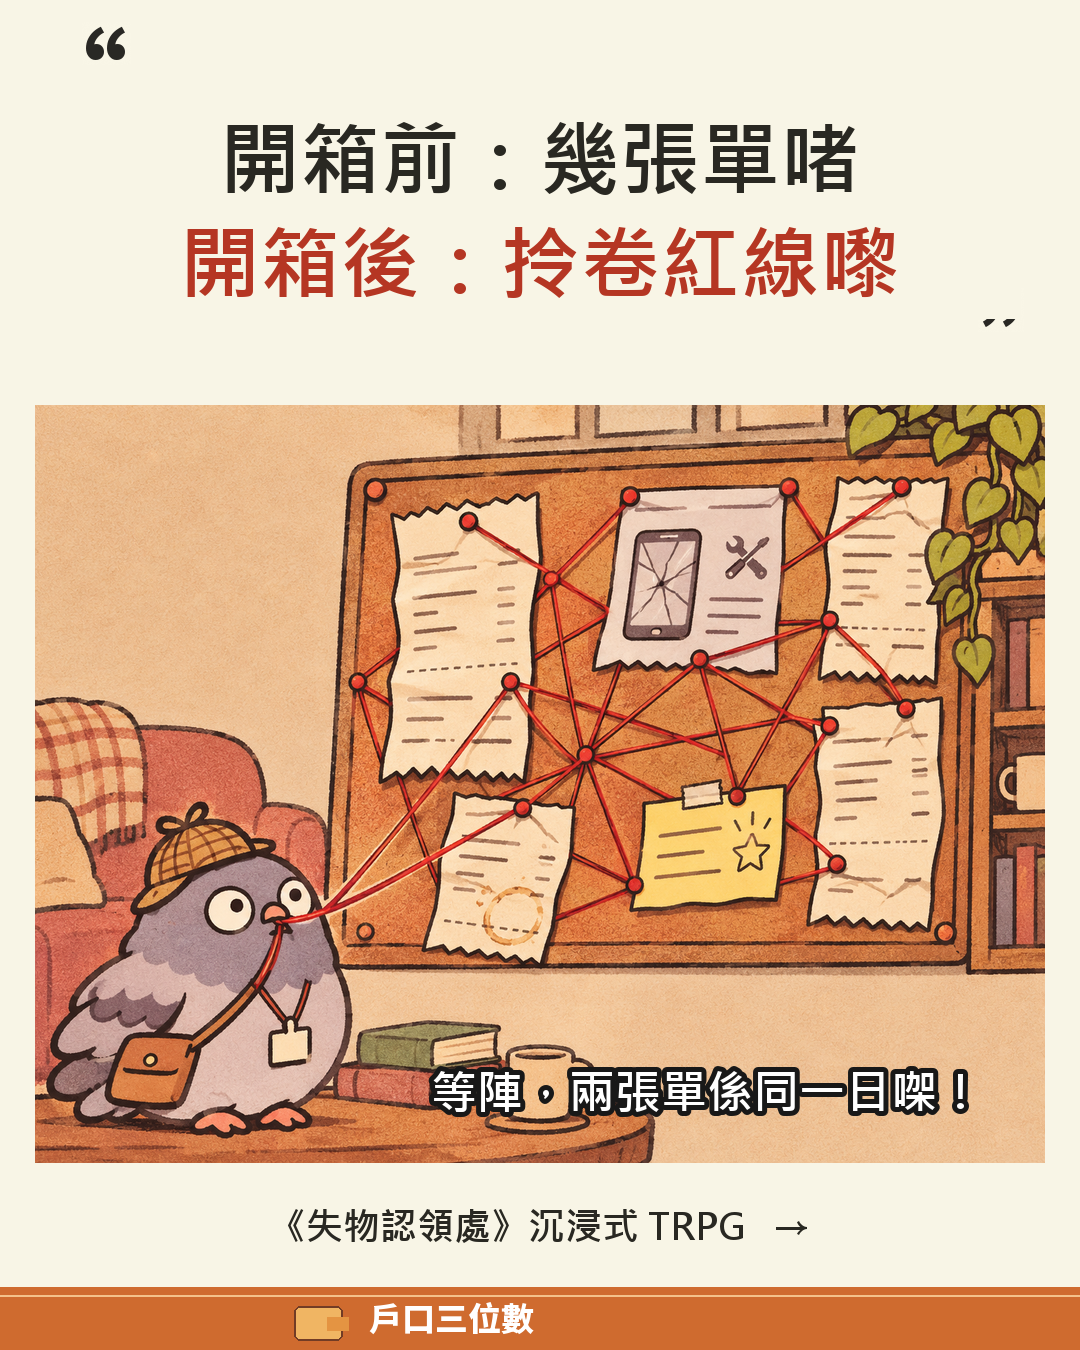 “
開箱前：幾張單啫
開箱後：拎卷紅線嚟
”
等陣，兩張單係同一日㗎！
《失物認領處》沉浸式 TRPG →
戶口三位數